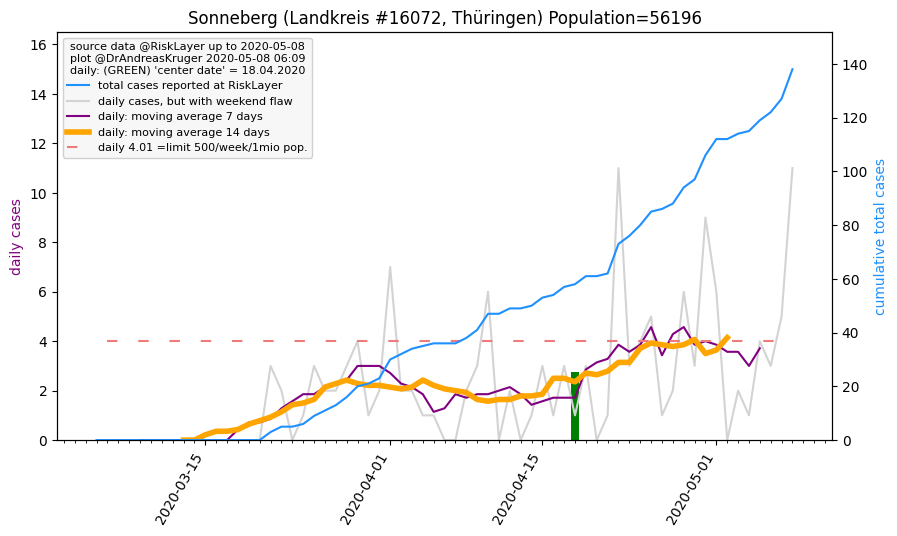 Sonneberg (Landkreis #16072, Thüringen) Population=56196
source data @RiskLayer up to 2020-05-08
plot @DrAndreasKruger 2020-05-08 06:09
daily: (GREEN) 'center date' = 18.04.2020
total cases reported at RiskLayer
daily cases, but with weekend flaw
daily: moving average 7 days
daily: moving average 14 days
daily 4.01 =limit 500/week/1mio pop.
daily cases
16
14
12
10
8
6
4
2
0
cumulative total cases
140
120
100
80
60
40
20
0
2020-03-15
2020-04-01
2020-04-15
2020-05-01